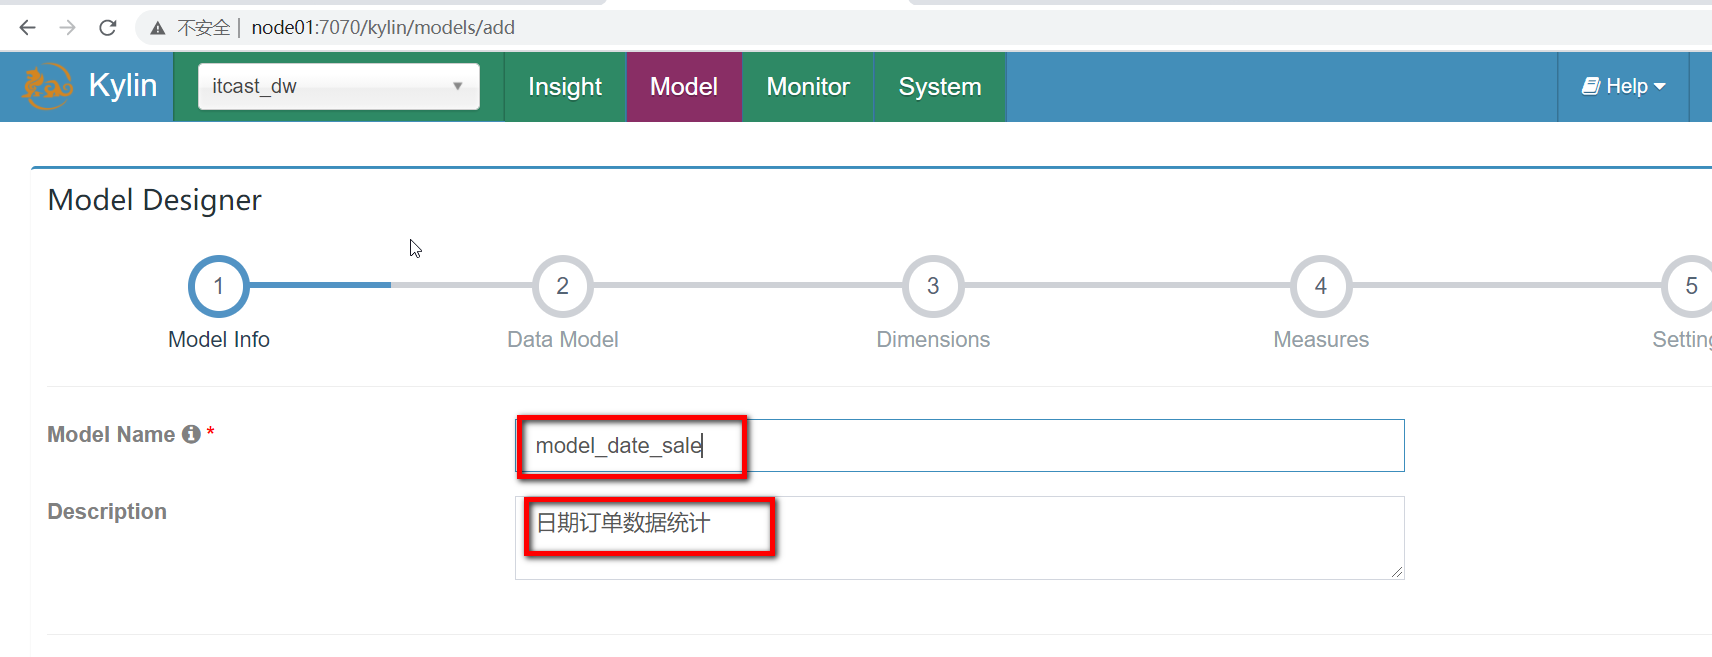 不安全 | node01:7070/kylin/models/add
Kylin itcast_dw Insight Model Monitor System Help
Model Designer
1 2 3 4 5
Model Info Data Model Dimensions Measures Setting
Model Name * model_date_sale
Description 日期订单数据统计